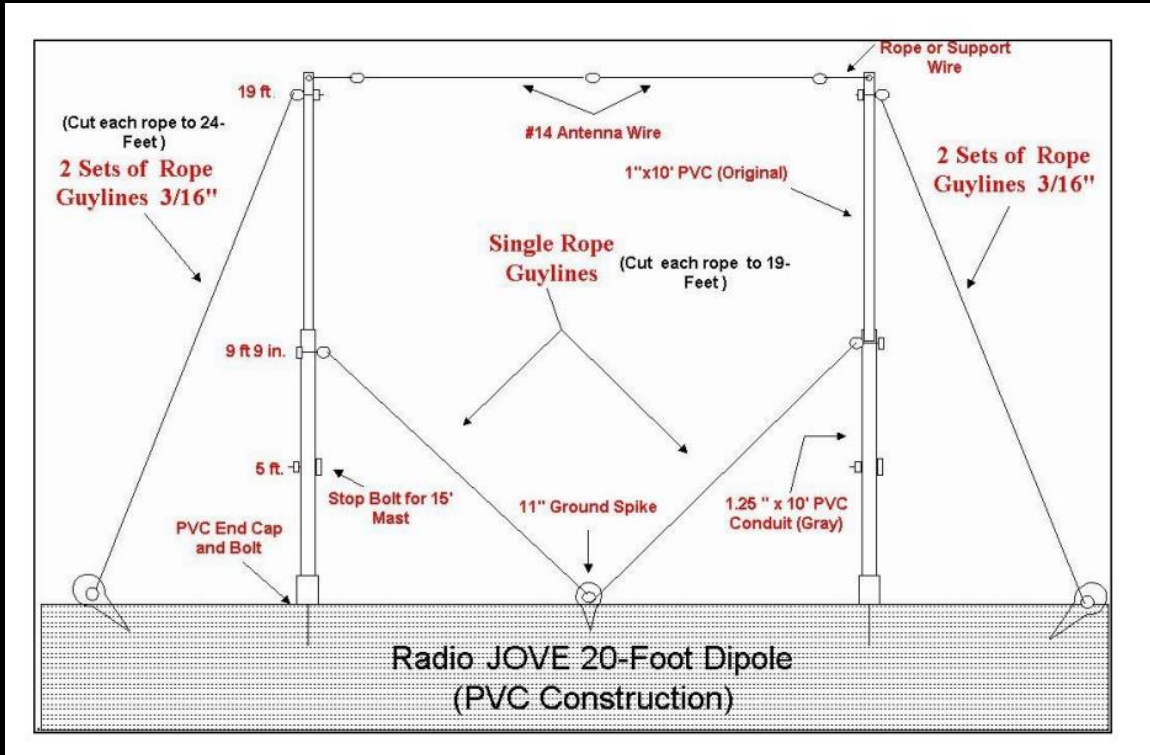 Rope or Support
Wire
19 ft.
(Cut each rope to 24-
Feet )
2 Sets of Rope
Guylines 3/16"
#14 Antenna Wire
1"x10' PVC (Original)
2 Sets of Rope
Guylines 3/16"
Single Rope
Guylines
(Cut each rope to 19-
Feet )
9 ft 9 in.
5 ft.
Stop Bolt for 15'
Mast
11" Ground Spike
1.25 " x 10' PVC
Conduit (Gray)
PVC End Cap
and Bolt
Radio JOVE 20-Foot Dipole
(PVC Construction)